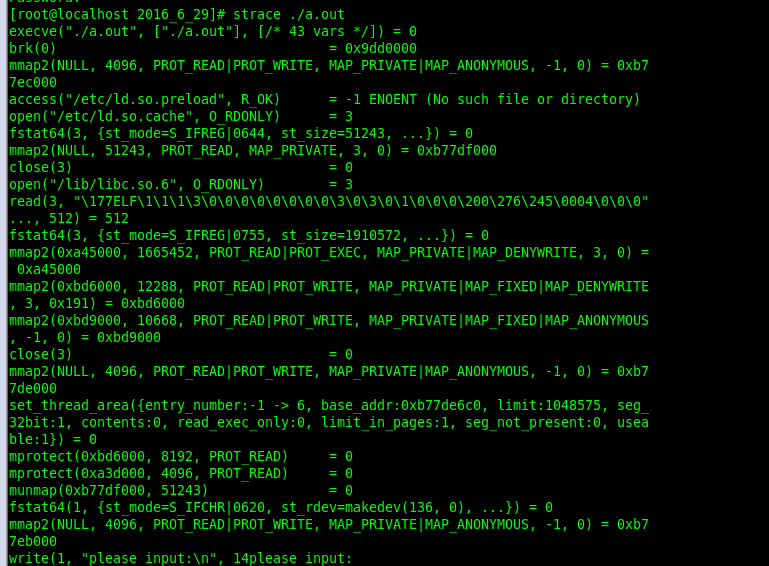 [root@localhost 2016_6_29]# strace ./a.out
execve("./a.out", ["./a.out"], [/* 43 vars */]) = 0
brk(0)                                  = 0x9dd0000
mmap2(NULL, 4096, PROT_READ|PROT_WRITE, MAP_PRIVATE|MAP_ANONYMOUS, -1, 0) = 0xb7
7ec000
access("/etc/ld.so.preload", R_OK)      = -1 ENOENT (No such file or directory)
open("/etc/ld.so.cache", O_RDONLY)      = 3
fstat64(3, {st_mode=S_IFREG|0644, st_size=51243, ...}) = 0
mmap2(NULL, 51243, PROT_READ, MAP_PRIVATE, 3, 0) = 0xb77df000
close(3)                                = 0
open("/lib/libc.so.6", O_RDONLY)        = 3
read(3, "\177ELF\1\1\1\3\0\0\0\0\0\0\0\0\3\0\3\0\1\0\0\0\200\276\245\0004\0\0\0"
..., 512) = 512
fstat64(3, {st_mode=S_IFREG|0755, st_size=1910572, ...}) = 0
mmap2(0xa45000, 1665452, PROT_READ|PROT_EXEC, MAP_PRIVATE|MAP_DENYWRITE, 3, 0) =
 0xa45000
mmap2(0xbd6000, 12288, PROT_READ|PROT_WRITE, MAP_PRIVATE|MAP_FIXED|MAP_DENYWRITE
, 3, 0x191) = 0xbd6000
mmap2(0xbd9000, 10668, PROT_READ|PROT_WRITE, MAP_PRIVATE|MAP_FIXED|MAP_ANONYMOUS
, -1, 0) = 0xbd9000
close(3)                                = 0
mmap2(NULL, 4096, PROT_READ|PROT_WRITE, MAP_PRIVATE|MAP_ANONYMOUS, -1, 0) = 0xb7
7de000
set_thread_area({entry_number:-1 -> 6, base_addr:0xb77de6c0, limit:1048575, seg_
32bit:1, contents:0, read_exec_only:0, limit_in_pages:1, seg_not_present:0, usea
ble:1}) = 0
mprotect(0xbd6000, 8192, PROT_READ)     = 0
mprotect(0xa3d000, 4096, PROT_READ)     = 0
munmap(0xb77df000, 51243)               = 0
fstat64(1, {st_mode=S_IFCHR|0620, st_rdev=makedev(136, 0), ...}) = 0
mmap2(NULL, 4096, PROT_READ|PROT_WRITE, MAP_PRIVATE|MAP_ANONYMOUS, -1, 0) = 0xb7
7eb000
write(1, "please input:\n", 14please input: